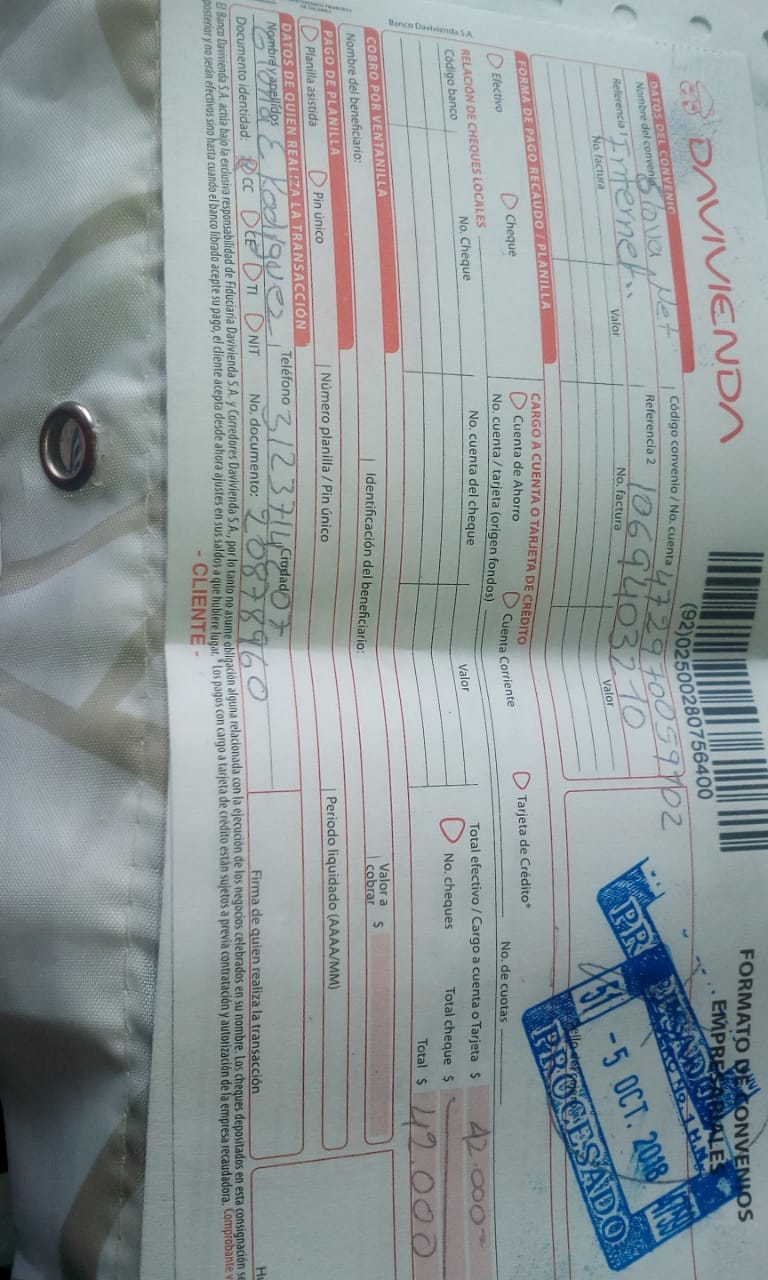 DAVIVIENDA
(92)02500280756400
FORMATO DE CONVENIOS
EMPRESARIALES
DATOS DEL CONVENIO
Nombre del convenio Net
Código convenio / No. cuenta
Referencia 1 Internet
Referencia 2 1069403210
No. factura Valor No. factura Valor
PROCESADO
- 5 OCT. 2018
PROCESADO
FORMA DE PAGO RECAUDO / PLANILLA
CARGO A CUENTA O TARJETA DE CRÉDITO
Efectivo Cheque Cuenta de Ahorro Cuenta Corriente Tarjeta de Crédito*
No. cuenta / tarjeta (origen fondos) No. de cuotas
RELACIÓN DE CHEQUES LOCALES
Código banco No. Cheque No. cuenta del cheque Valor
Total efectivo / Cargo a cuenta o Tarjeta $ 42.000
No. cheques Total cheque $
Total $ 42.000
Banco Davivienda S.A.
COBRO POR VENTANILLA
Nombre del beneficiario: Identificación del beneficiario: Valor a cobrar $
PAGO DE PLANILLA
Planilla asistida Pin único Número planilla / Pin único Periodo liquidado (AAAA/MM)
DATOS DE QUIEN REALIZA LA TRANSACCIÓN
Nombre y apellidos E Rodriguez Teléfono Ciudad
Documento identidad: CC CE TI NIT No. documento: 20878960
Firma de quien realiza la transacción
El Banco Davivienda S.A. actúa bajo la exclusiva responsabilidad de Fiduciaria Davivienda S.A. y Corredores Davivienda S.A., por lo tanto no asume obligación alguna relacionada con la ejecución de los negocios celebrados en su nombre. Los cheques depositados en esta consignación se
posterior y no serán efectivos sino hasta cuando el banco librado acepte su pago, el cliente acepta desde ahora ajustes en sus saldos a que hubiere lugar. *Los pagos con cargo a tarjeta de crédito están sujetos a previa contratación y autorización de la empresa recaudadora. Comprobante v
- CLIENTE -